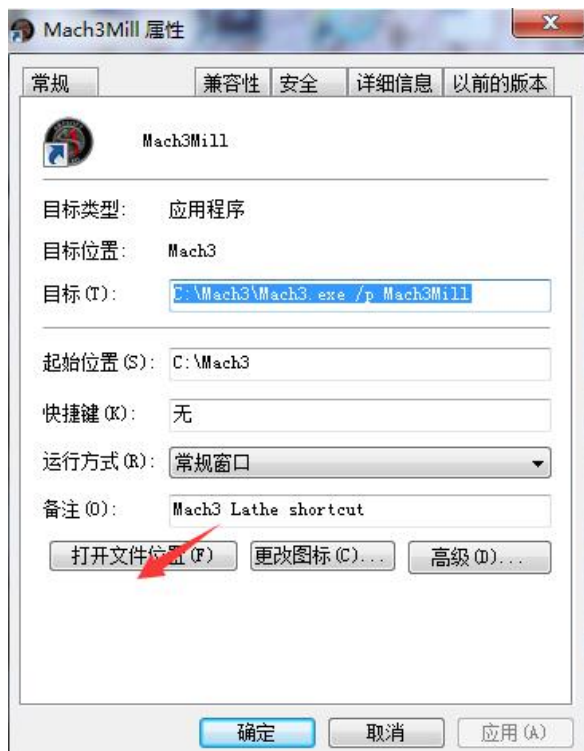 Mach3Mill 属性
常规 兼容性 安全 详细信息 以前的版本
Mach3Mill
目标类型: 应用程序
目标位置: Mach3
目标(T): C:\Mach3\Mach3.exe /p Mach3Mill
起始位置(S): C:\Mach3
快捷键(K): 无
运行方式(R): 常规窗口
备注(O): Mach3 Lathe shortcut
打开文件位置(F) 更改图标(C)... 高级(D)...
确定 取消 应用(A)